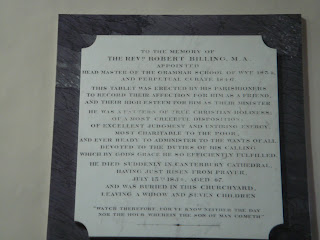 TO THE MEMORY OF
THE REVD ROBERT BILLING, M.A.
APPOINTED
HEAD MASTER OF THE GRAMMAR SCHOOL OF WYE
AND PERPETUAL CURATE
THIS TABLET WAS ERECTED BY HIS PARISHIONERS
TO RECORD THEIR AFFECTION FOR HIM AS A FRIEND,
AND THEIR HIGH ESTEEM FOR HIM AS THEIR MINISTER
HE WAS A PASTOR OF TRUE CHRISTIAN HOLINESS,
OF A MOST CHEERFUL DISPOSITION,
OF EXCELLENT JUDGMENT AND UNTIRING ENERGY,
MOST CHARITABLE TO THE POOR,
AND EVER READY TO ADMINISTER TO THE WANTS OF ALL
DEVOTED TO THE DUTIES OF HIS CALLING
WHICH BY GODS GRACE HE SO EFFICIENTLY FULFILLED.
HE DIED SUDDENLY IN CANTERBURY CATHEDRAL,
HAVING JUST RISEN FROM PRAYER,
JULY AGED
AND WAS BURIED IN THIS CHURCHYARD,
LEAVING A WIDOW AND SEVEN CHILDREN
"WATCH THEREFORE, FOR YE KNOW NEITHER THE DAY
NOR THE HOUR WHEREIN THE SON OF MAN COMETH"